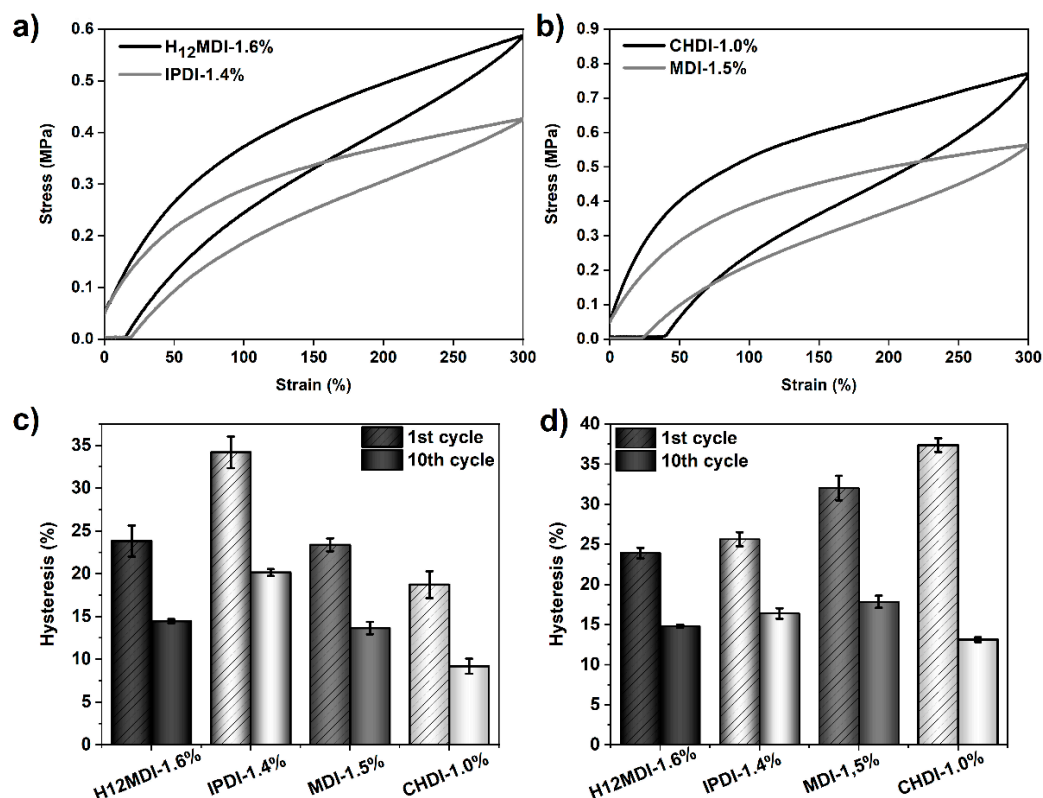 a)
H12MDI-1.6%
IPDI-1.4%
Stress (MPa)
0.6
0.5
0.4
0.3
0.2
0.1
0.0
0 50 100 150 200 250 300
Strain (%)
b)
CHDI-1.0%
MDI-1.5%
Stress (MPa)
0.9
0.8
0.7
0.6
0.5
0.4
0.3
0.2
0.1
0.0
0 50 100 150 200 250 300
Strain (%)
c)
1st cycle
10th cycle
Hysteresis (%)
35
30
25
20
15
10
5
0
H12MDI-1.6% IPDI-1.4% MDI-1.5% CHDI-1.0%
d)
1st cycle
10th cycle
Hysteresis (%)
40
35
30
25
20
15
10
5
0
H12MDI-1.6% IPDI-1.4% MDI-1,5% CHDI-1.0%